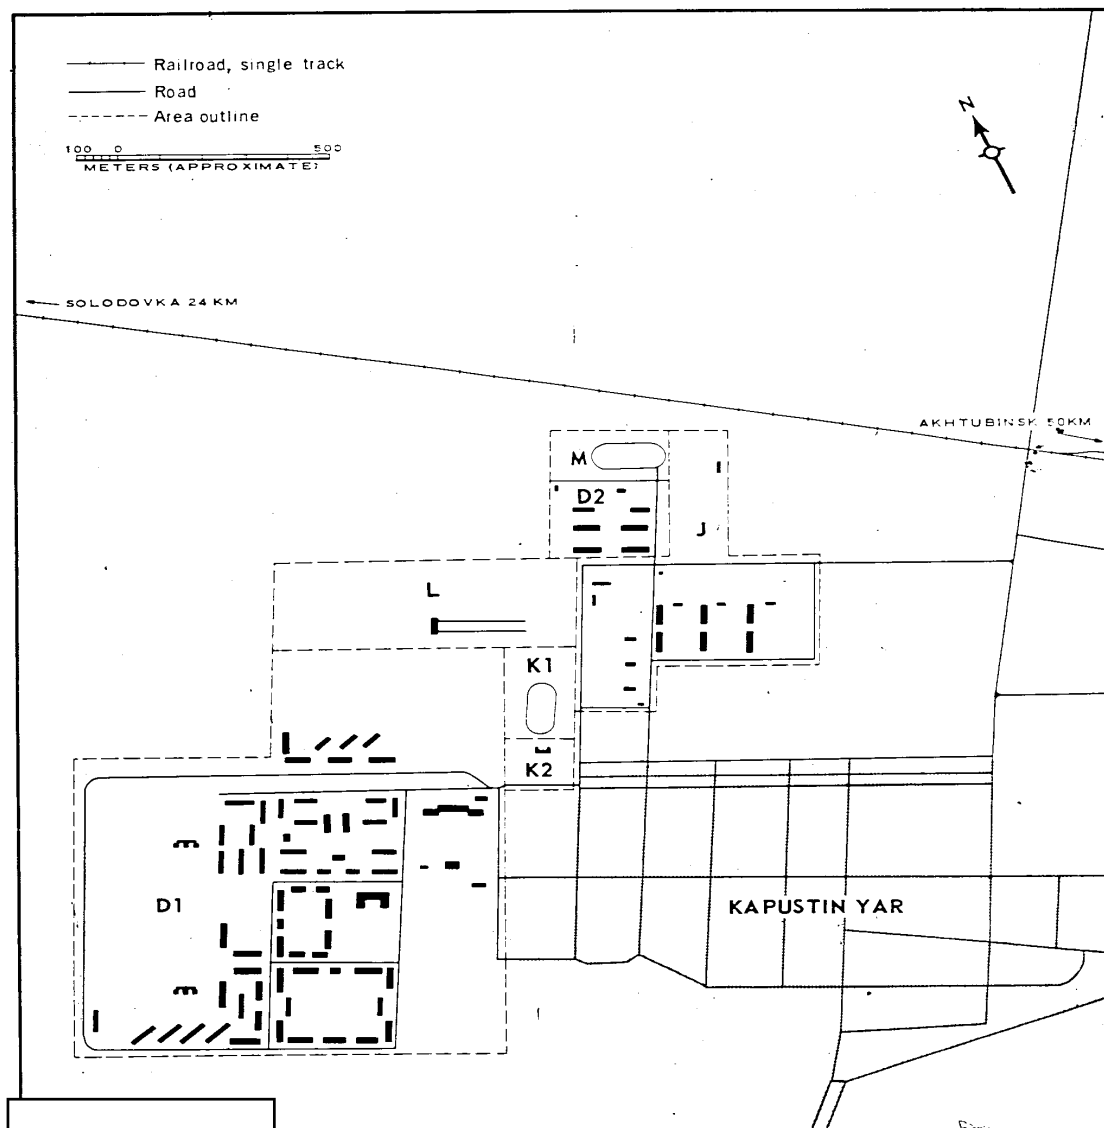 Railroad, single track
Road
Area outline
100 0 500
METERS (APPROXIMATE)
N
SOLODOVKA 24 KM
AKHTUBINSK 50KM
M
D2
J
L
K1
K2
D1
KAPUSTIN YAR